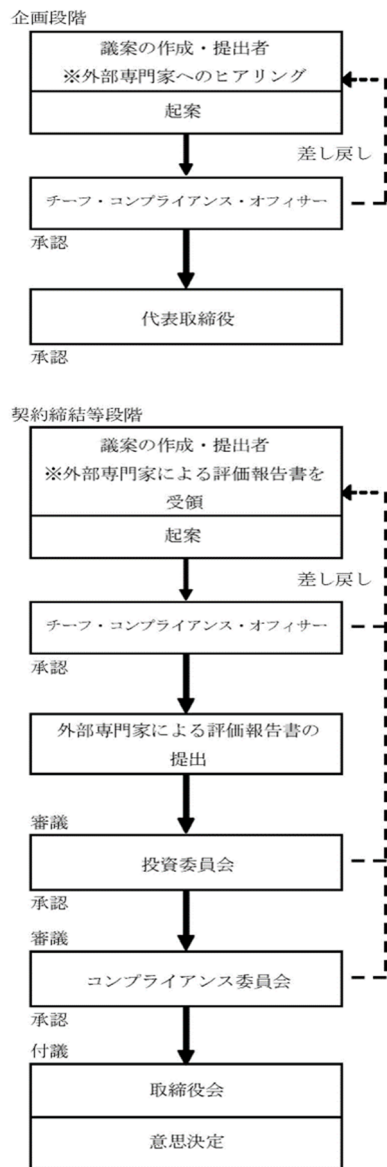 企画段階
議案の作成・提出者
※外部専門家へのヒアリング
起案
差し戻し
チーフ・コンプライアンス・オフィサー
承認
代表取締役
承認
契約締結等段階
議案の作成・提出者
※外部専門家による評価報告書を
受領
起案
差し戻し
チーフ・コンプライアンス・オフィサー
承認
外部専門家による評価報告書の
提出
審議
投資委員会
承認
審議
コンプライアンス委員会
承認
付議
取締役会
意思決定